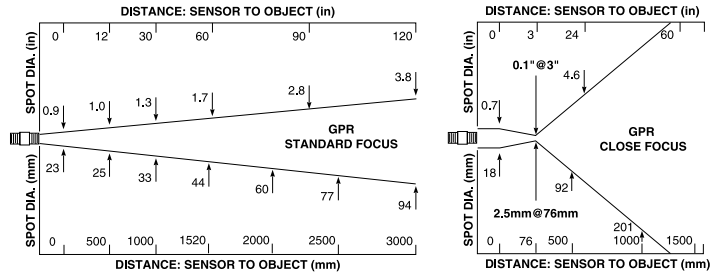 DISTANCE: SENSOR TO OBJECT (in)
0 12 30 60 90 120
SPOT DIA. (in)
0.9 1.0 1.3 1.7 2.8 3.8
GPR
STANDARD FOCUS
SPOT DIA. (mm)
23 25 33 44 60 77 94
0 500 1000 1520 2000 2500 3000
DISTANCE: SENSOR TO OBJECT (mm)
DISTANCE: SENSOR TO OBJECT (in)
0 3 24 60
SPOT DIA. (in)
0.1"@3"
0.7 4.6
GPR
CLOSE FOCUS
SPOT DIA. (mm)
18 92 201
2.5mm@76mm
0 76 500 1000 1500
DISTANCE: SENSOR TO OBJECT (mm)